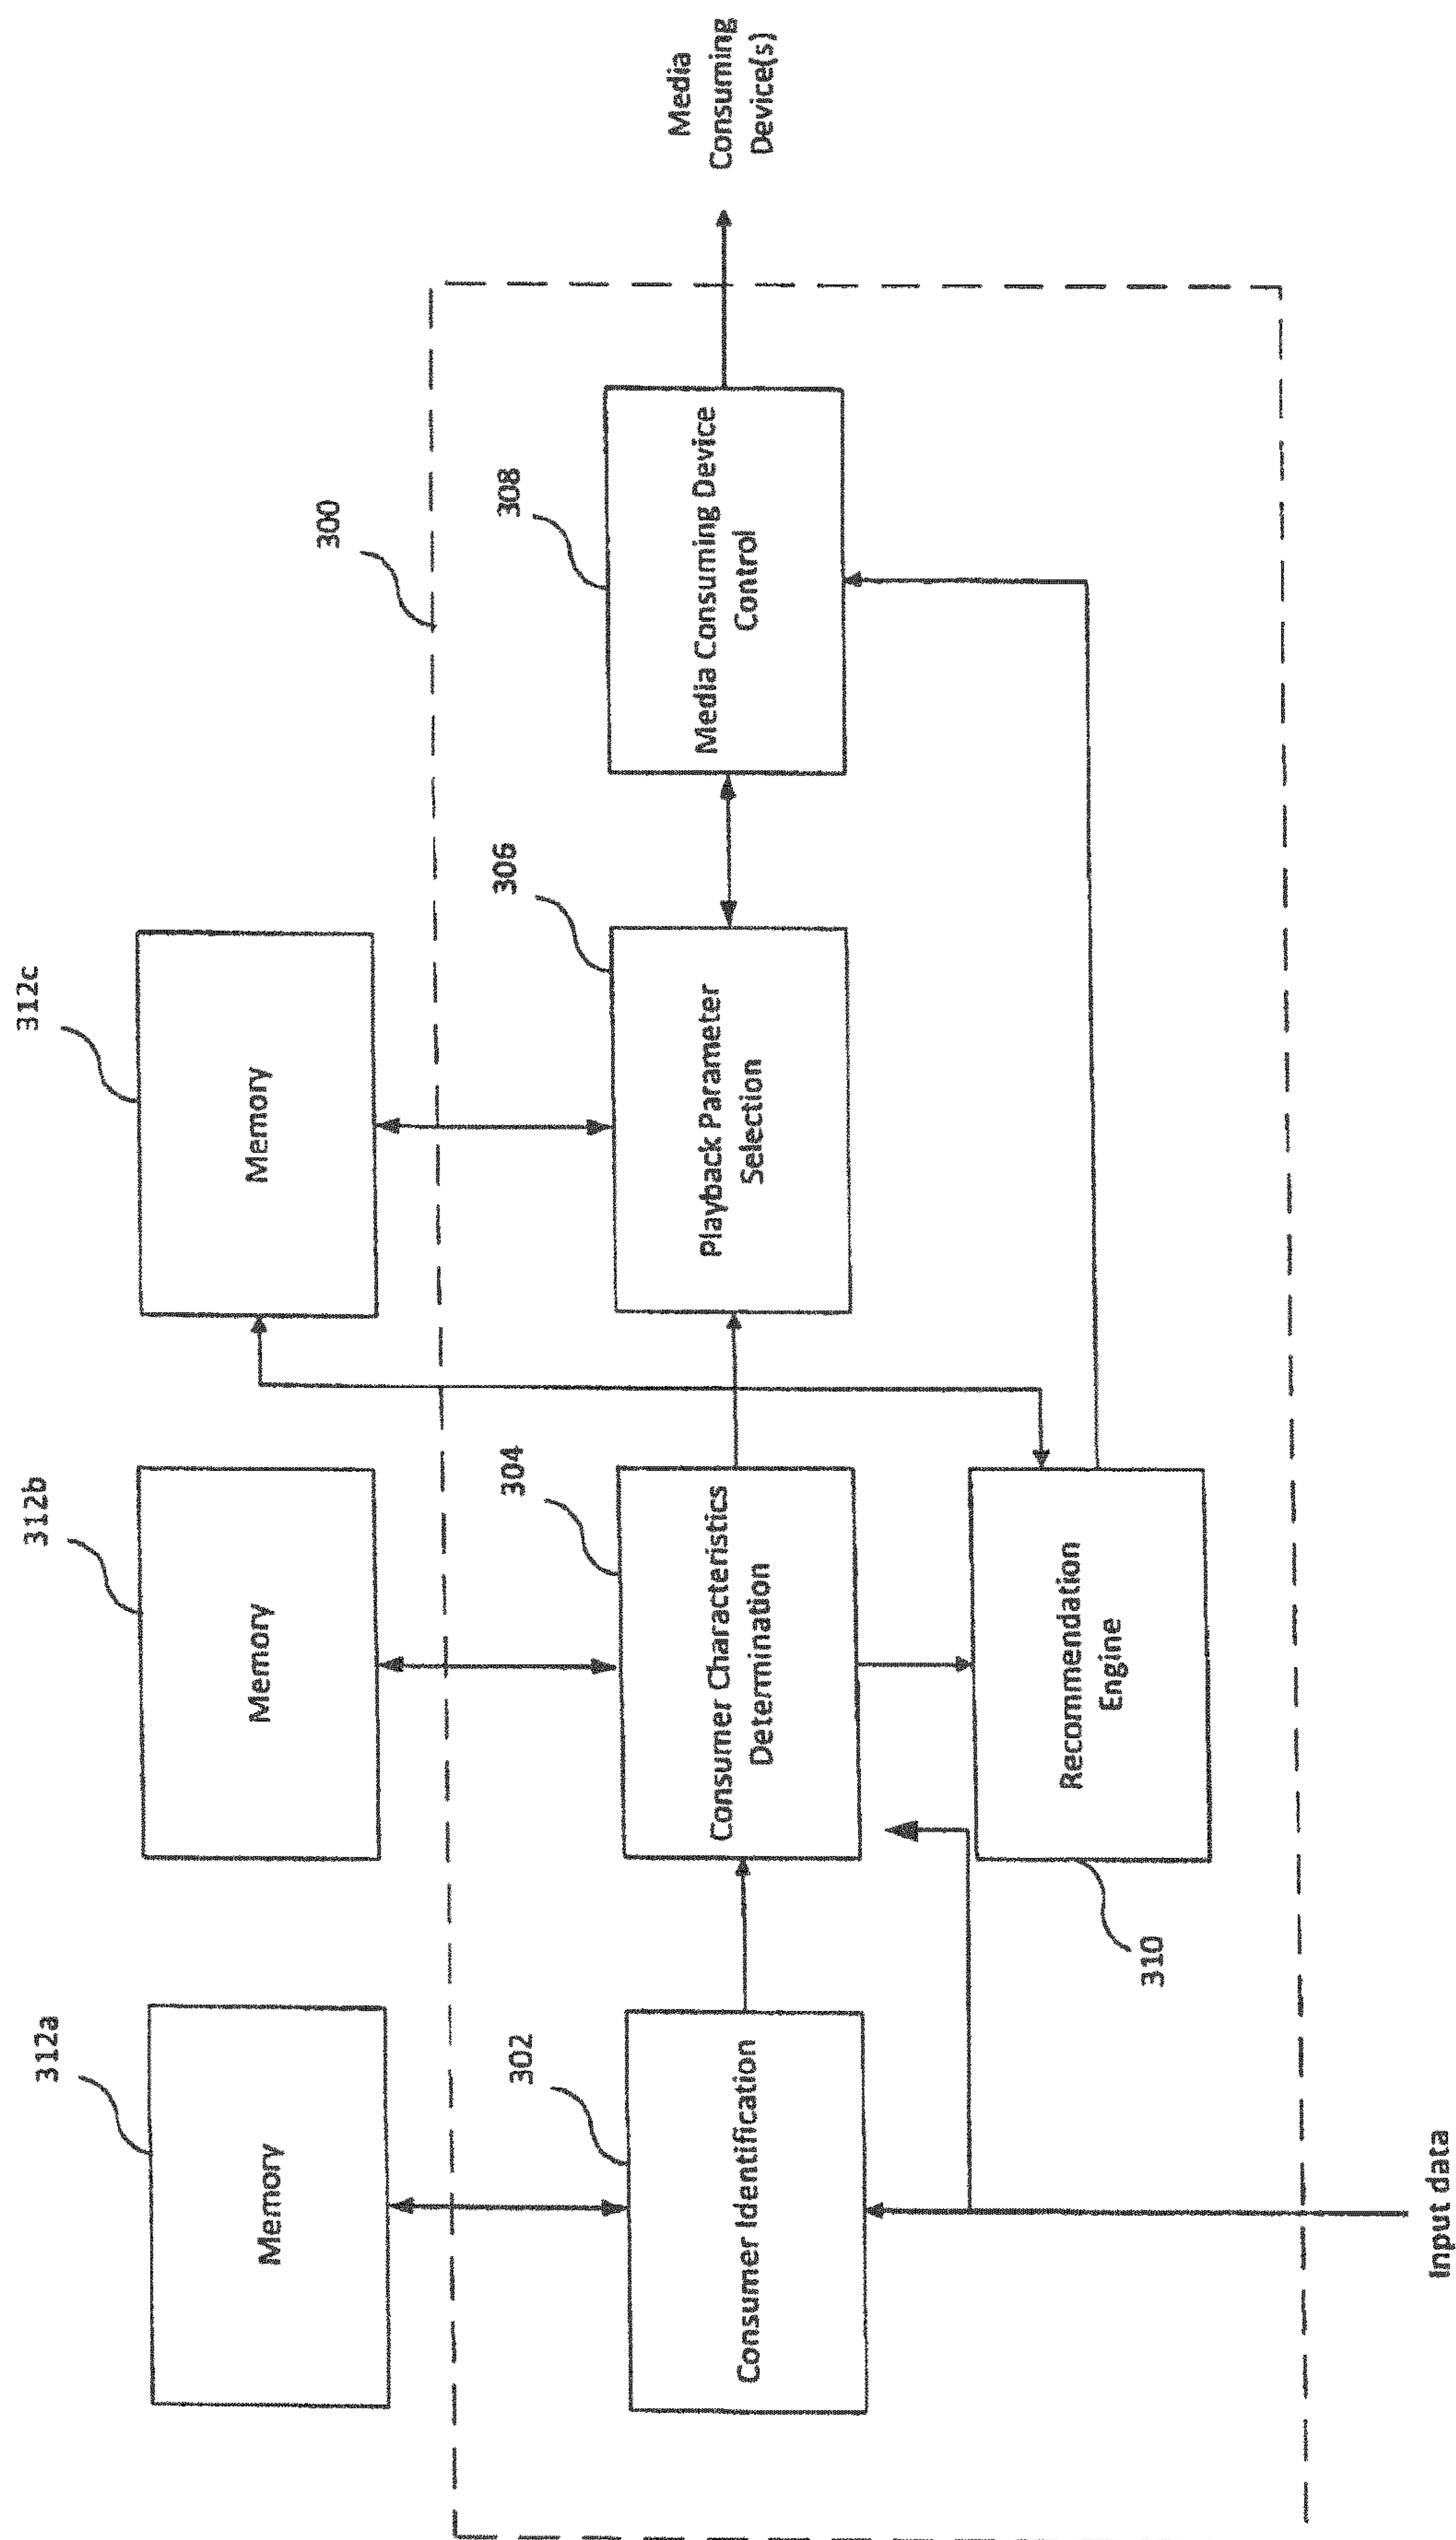 312a
312b
312c
Memory
Memory
Memory
300
302
304
306
308
Consumer Identification
Consumer Characteristics
Determination
Playback Parameter
Selection
Media Consuming Device
Control
Media
Consuming
Device(s)
Recommendation
Engine
310
Input data